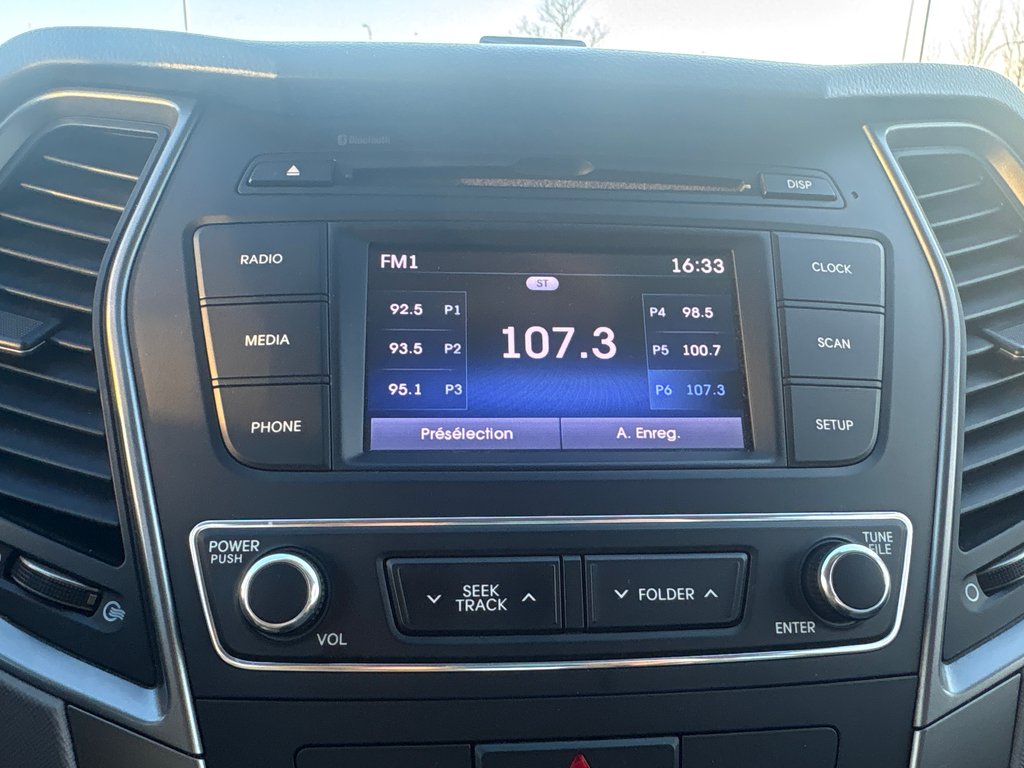 Bluetooth
DISP
RADIO
MEDIA
PHONE
FM1 16:33
ST
92.5 P1
93.5 P2
95.1 P3
107.3
P4 98.5
P5 100.7
P6 107.3
Présélection A. Enreg.
CLOCK
SCAN
SETUP
POWER
PUSH
VOL
SEEK
TRACK
FOLDER
TUNE
FILE
ENTER